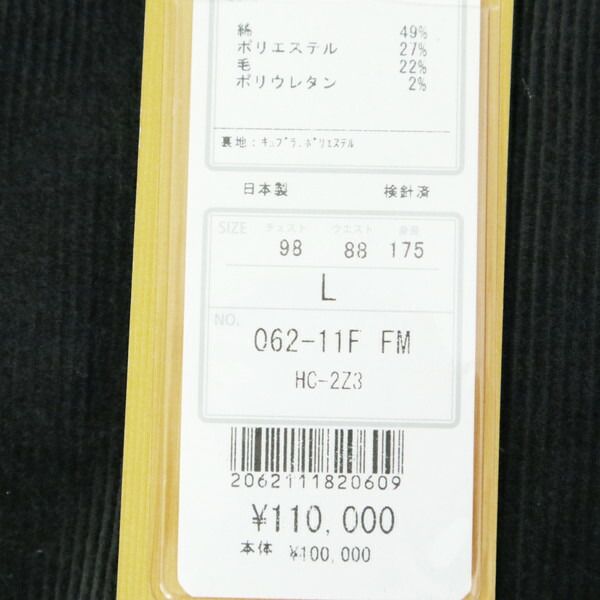 綿 49%
ポリエステル 27%
毛 22%
ポリウレタン 2%
裏地:キュプラ、ポリエステル
日本製 検針済
SIZE チェスト ウエスト 身長
98 88 175
L
NO.
062-11F FM
HC-2Z3
2062111820609
¥110,000
本体 ¥100,000